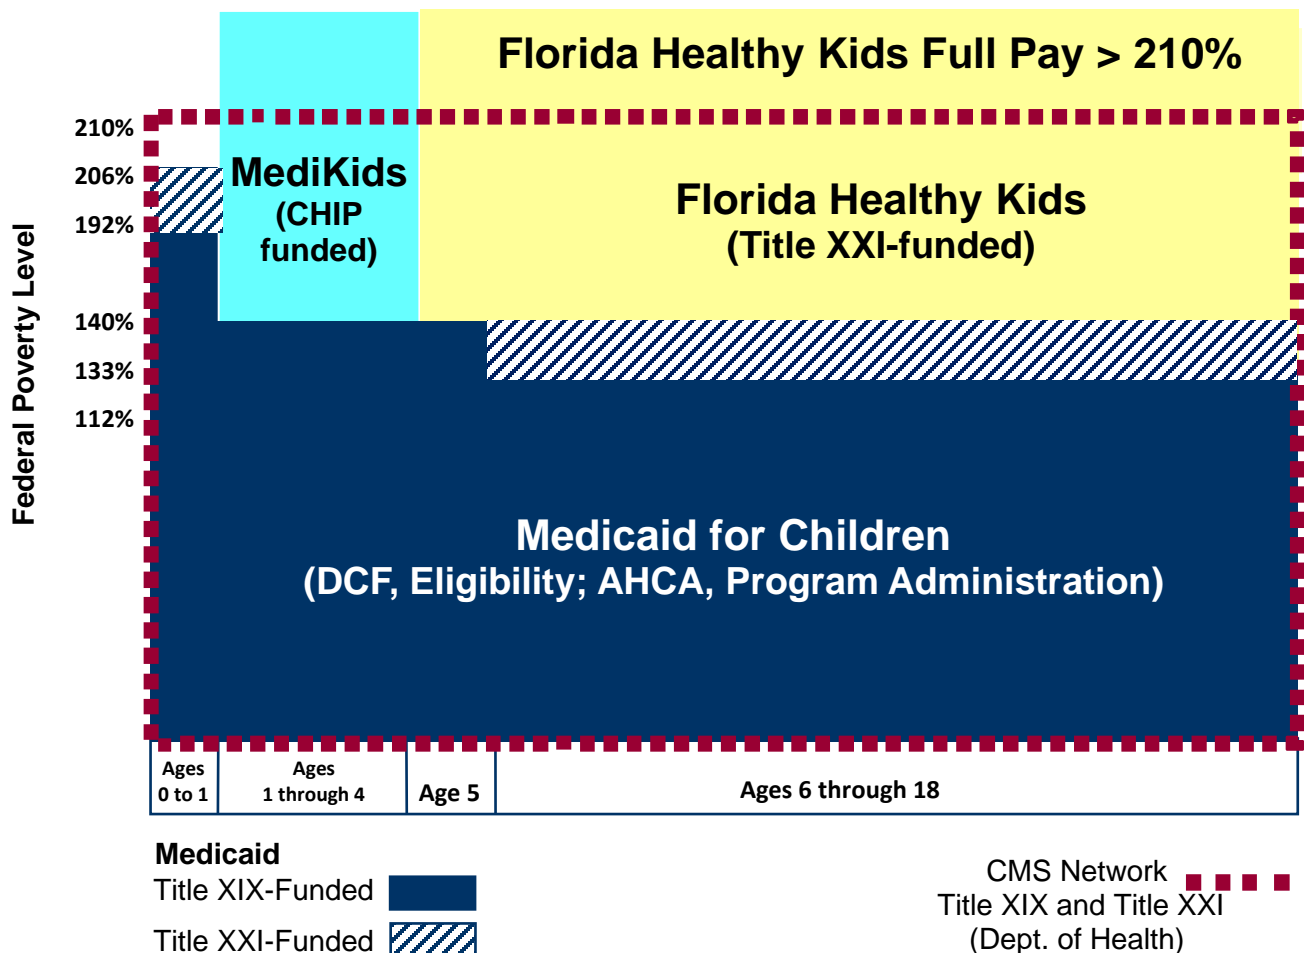 Florida Healthy Kids Full Pay > 210%
210%
206%
192%
140%
133%
112%
Federal Poverty Level
MediKids
(CHIP
funded)
Florida Healthy Kids
(Title XXI-funded)
Medicaid for Children
(DCF, Eligibility; AHCA, Program Administration)
Ages
0 to 1
Ages
1 through 4
Age 5
Ages 6 through 18
Medicaid
Title XIX-Funded
Title XXI-Funded
CMS Network
Title XIX and Title XXI
(Dept. of Health)